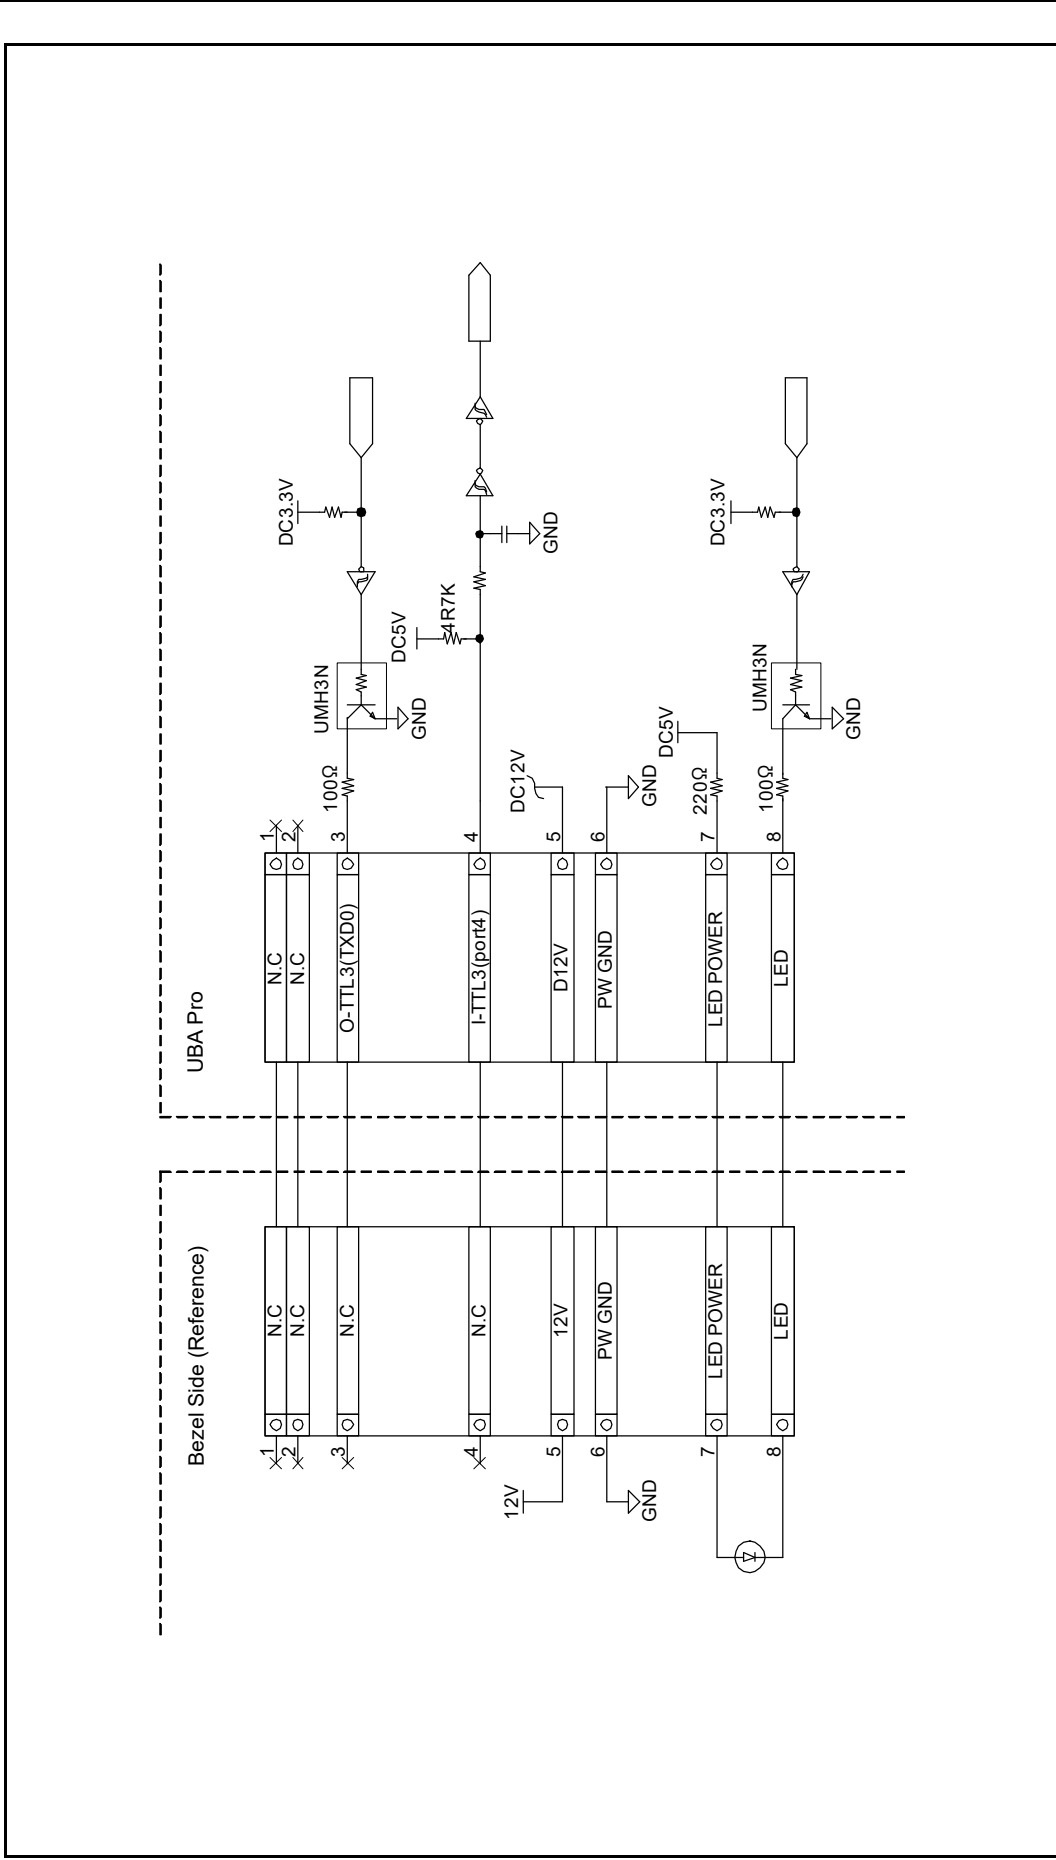 Bezel Side (Reference)
UBA Pro
1
N.C
N.C
1
2
N.C
N.C
2
3
N.C
O-TTL3(TXD0)
3
100Ω
UMH3N
GND
DC3.3V
4
N.C
I-TTL3(port4)
4
DC5V
4R7K
GND
12V
5
12V
D12V
5
DC12V
6
GND
PW GND
PW GND
6
GND
7
LED POWER
LED POWER
7
220Ω
DC5V
8
LED
LED
8
100Ω
UMH3N
GND
DC3.3V